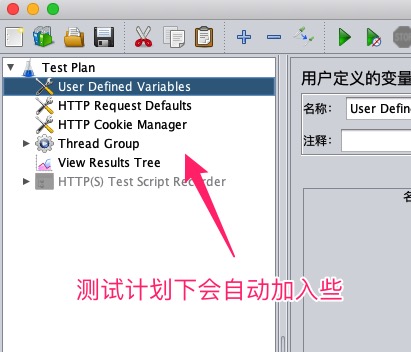 Test Plan
User Defined Variables
HTTP Request Defaults
HTTP Cookie Manager
Thread Group
View Results Tree
HTTP(S) Test Script Recorder
用户定义的变量
名称: User Defin
注释:
测试计划下会自动加入些